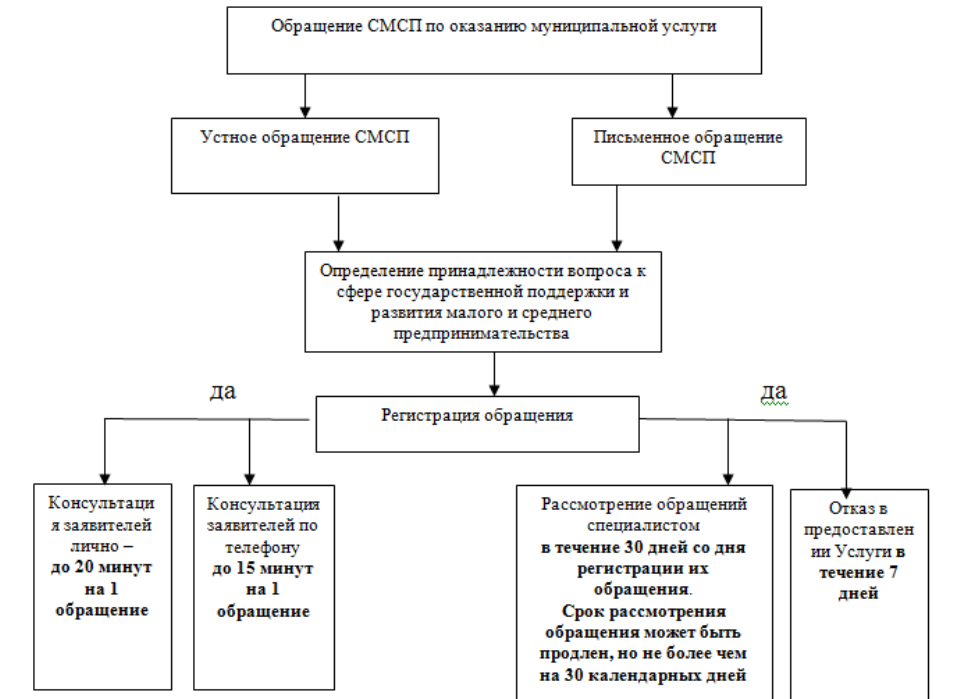 Обращение СМСП по оказанию муниципальной услуги
Устное обращение СМСП
Письменное обращение
СМСП
Определение принадлежности вопроса к
сфере государственной поддержки и
развития малого и среднего
предпринимательства
да
да
Регистрация обращения
Консультаци
я заявителей
лично –
до 20 минут
на 1
обращение
Консультация
заявителей по
телефону
до 15 минут
на 1
обращение
Рассмотрение обращений
специалистом
в течение 30 дней со дня
регистрации их
обращения.
Срок рассмотрения
обращения может быть
продлен, но не более чем
на 30 календарных дней
Отказ в
предоставлен
ии Услуги в
течение 7
дней